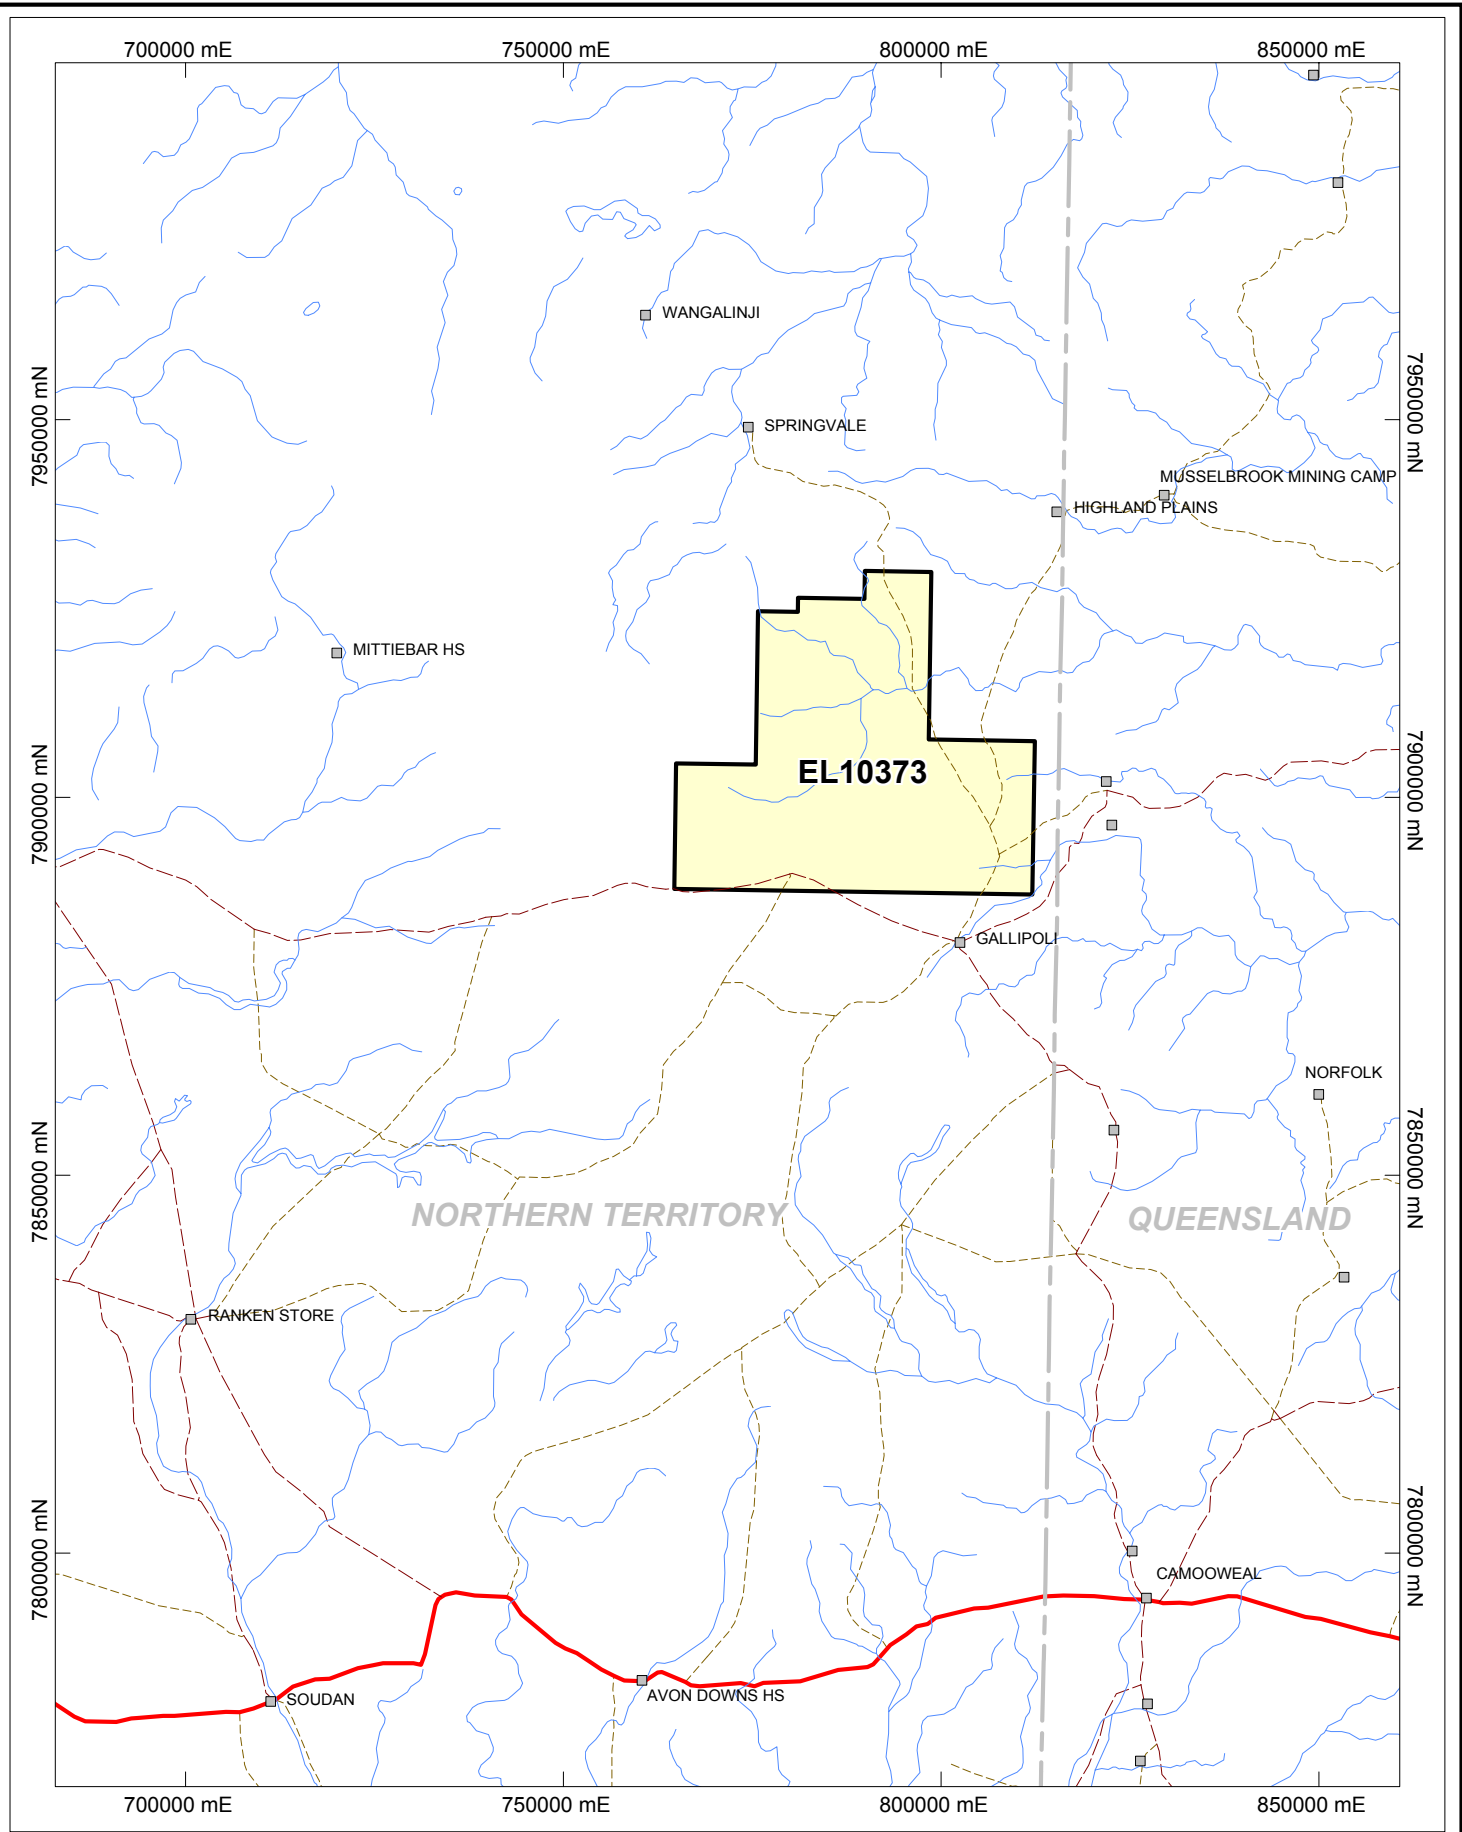 700000 mE
750000 mE
800000 mE
850000 mE
WANGALINJI
7950000 mN
7950000 mN
SPRINGVALE
MUSSELBROOK MINING CAMP
HIGHLAND PLAINS
MITTIEBAR HS
EL10373
7900000 mN
7900000 mN
GALLIPOLI
NORFOLK
7850000 mN
7850000 mN
NORTHERN TERRITORY
QUEENSLAND
RANKEN STORE
7800000 mN
7800000 mN
CAMOOWEAL
AVON DOWNS HS
SOUDAN
700000 mE
750000 mE
800000 mE
850000 mE